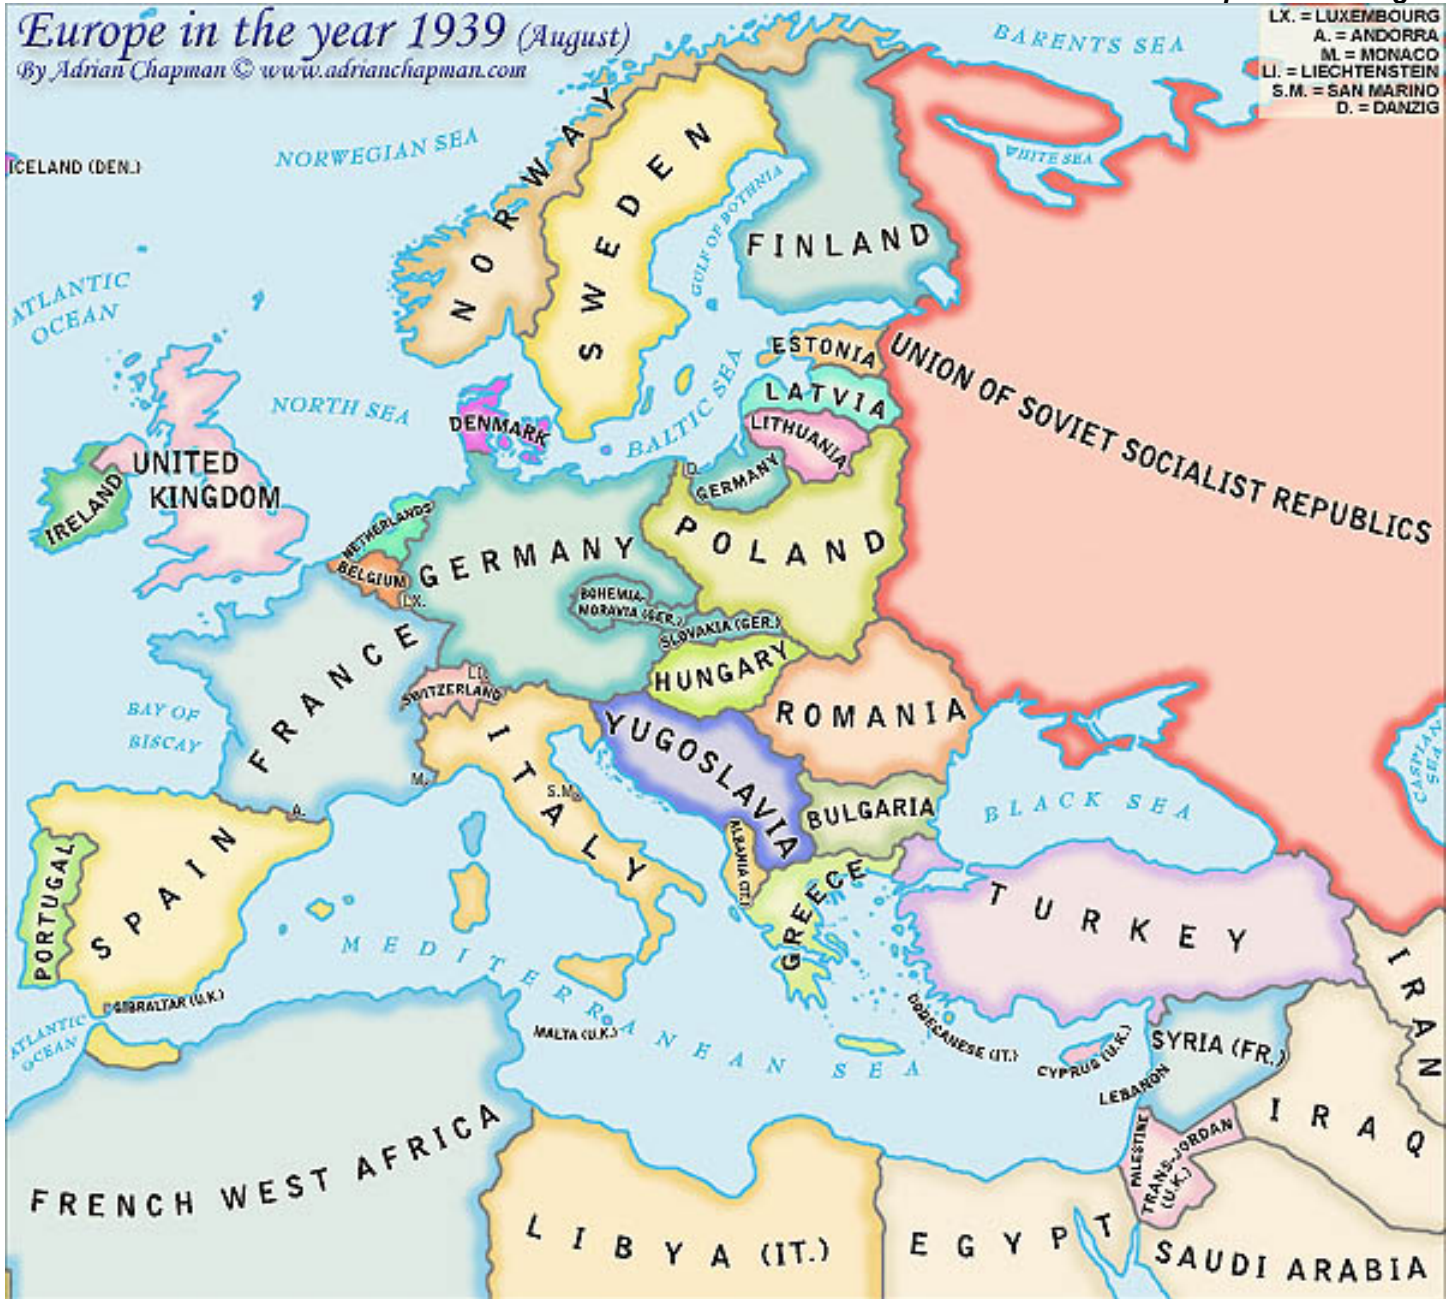 Europe in the year 1939 (August)
By Adrian Chapman © www.adrianchapman.com
LX. = LUXEMBOURG
A. = ANDORRA
M. = MONACO
LI. = LIECHTENSTEIN
S.M. = SAN MARINO
D. = DANZIG
BARENTS SEA
WHITE SEA
NORWEGIAN SEA
ICELAND (DEN.)
NORWAY
SWEDEN
FINLAND
GULF OF BOTHNIA
ATLANTIC
OCEAN
ESTONIA
LATVIA
LITHUANIA
UNION OF SOVIET SOCIALIST REPUBLICS
NORTH SEA
BALTIC SEA
DENMARK
UNITED
KINGDOM
IRELAND
NETHERLANDS
BELGIUM
LX.
GERMANY
D.
GERMANY
POLAND
BOHEMIA-
MORAVIA (GER.)
SLOVAKIA (GER.)
FRANCE
LI.
SWITZERLAND
HUNGARY
ROMANIA
BAY OF
BISCAY
YUGOSLAVIA
ITALY
M.
S.M.
A.
BULGARIA
BLACK SEA
CASPIAN
SEA
PORTUGAL
SPAIN
ALBANIA (IT.)
GREECE
TURKEY
IRAN
MEDITERRANEAN SEA
GIBRALTAR (U.K.)
ATLANTIC
OCEAN
MALTA (U.K.)
DODECANESE (IT.)
CYPRUS (U.K.)
SYRIA (FR.)
LEBANON
IRAQ
PALESTINE
TRANS-JORDAN
(U.K.)
FRENCH WEST AFRICA
LIBYA (IT.)
EGYPT
SAUDI ARABIA